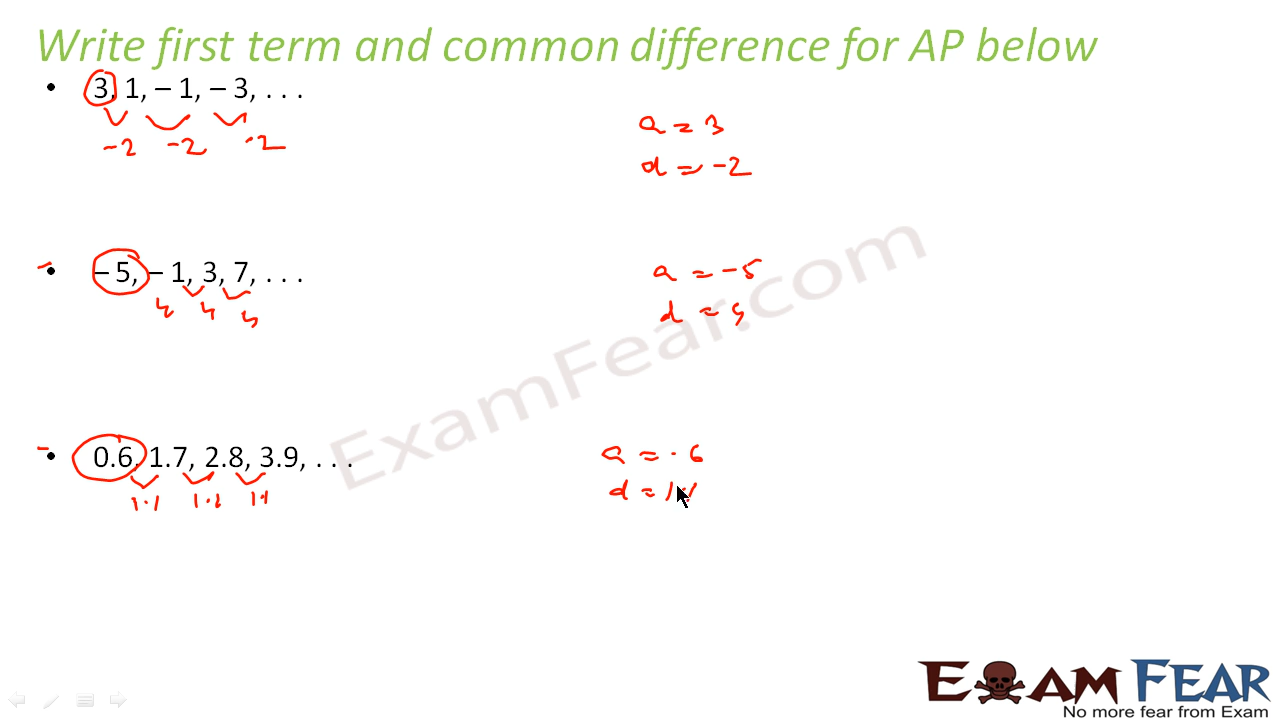 Write first term and common difference for AP below
• 3, 1, – 1, – 3, . . .
-2 -2 -2
a = 3
d = -2
• – 5, – 1, 3, 7, . . .
4 4 4
a = -5
d = 4
• 0.6, 1.7, 2.8, 3.9, . . .
1.1 1.1 1.1
a = .6
d = 1.1
ExamFear.com
EXAM FEAR
No more fear from Exam